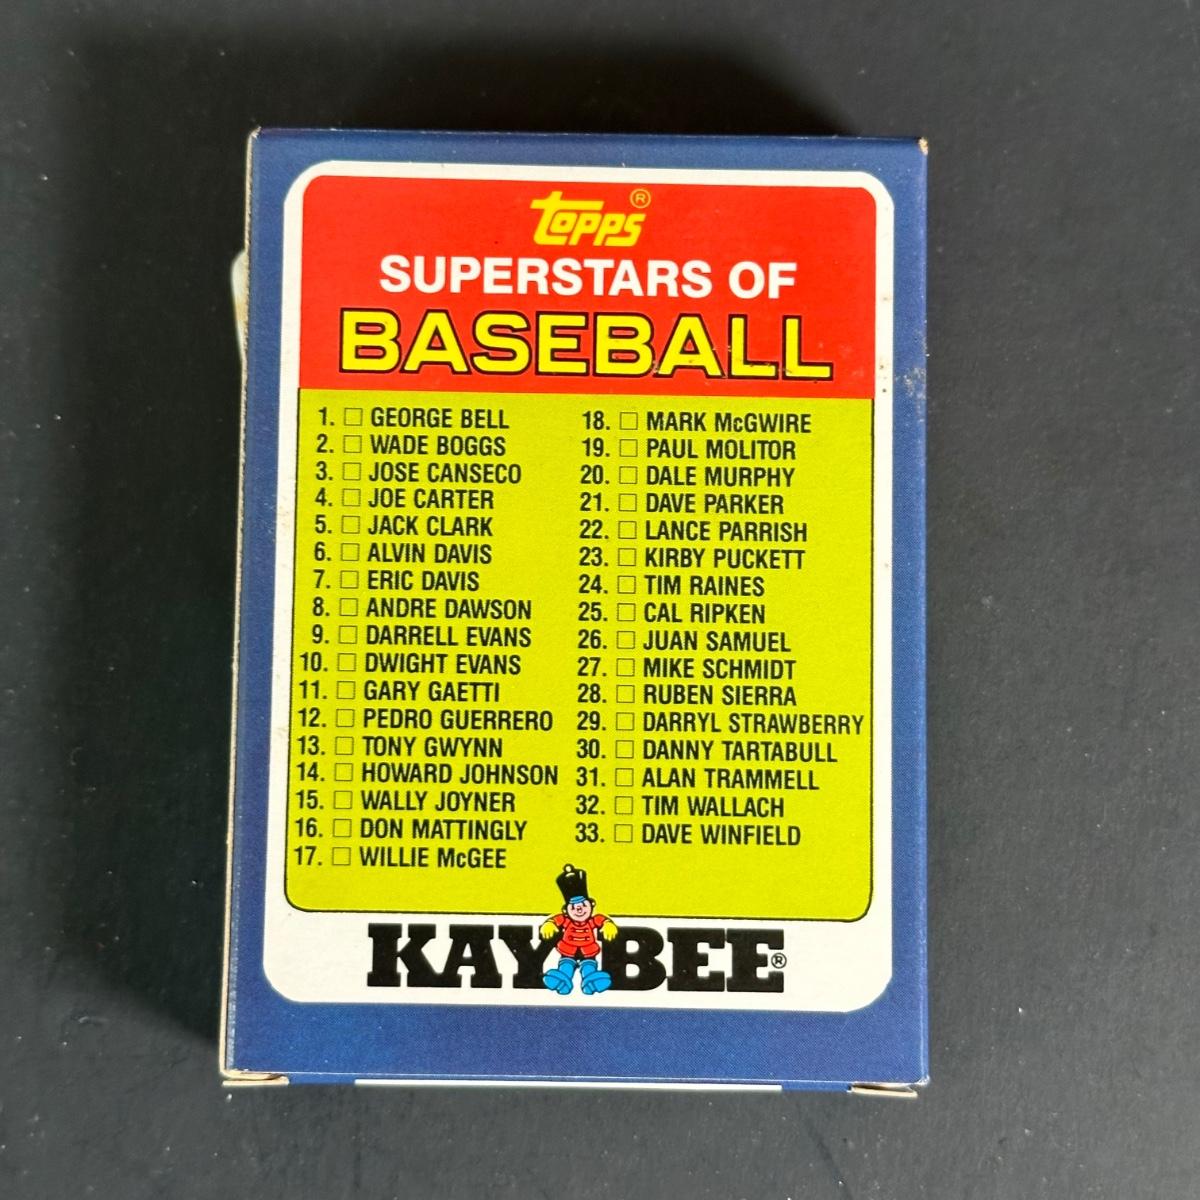 topps®
SUPERSTARS OF
BASEBALL
1. GEORGE BELL
2. WADE BOGGS
3. JOSE CANSECO
4. JOE CARTER
5. JACK CLARK
6. ALVIN DAVIS
7. ERIC DAVIS
8. ANDRE DAWSON
9. DARRELL EVANS
10. DWIGHT EVANS
11. GARY GAETTI
12. PEDRO GUERRERO
13. TONY GWYNN
14. HOWARD JOHNSON
15. WALLY JOYNER
16. DON MATTINGLY
17. WILLIE McGEE
18. MARK McGWIRE
19. PAUL MOLITOR
20. DALE MURPHY
21. DAVE PARKER
22. LANCE PARRISH
23. KIRBY PUCKETT
24. TIM RAINES
25. CAL RIPKEN
26. JUAN SAMUEL
27. MIKE SCHMIDT
28. RUBEN SIERRA
29. DARRYL STRAWBERRY
30. DANNY TARTABULL
31. ALAN TRAMMELL
32. TIM WALLACH
33. DAVE WINFIELD
KAY BEE®